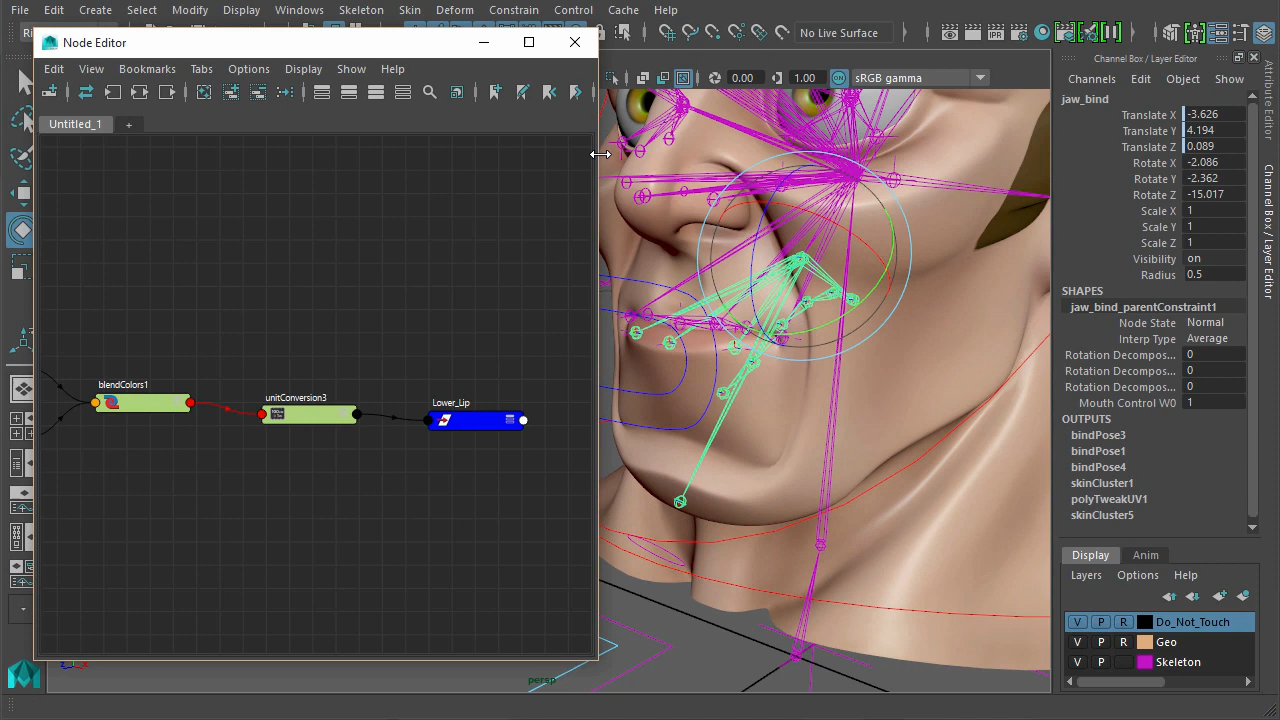 File Edit Create Select Modify Display Windows Skeleton Skin Deform Constrain Control Cache Help
Node Editor
No Live Surface
Channel Box / Layer Editor
Edit View Bookmarks Tabs Options Display Show Help
0.00 1.00 ON sRGB gamma
Channels Edit Object Show
Attribute Editor
Channel Box / Layer Editor
Untitled_1 +
jaw_bind
Translate X -3.626
Translate Y 4.194
Translate Z 0.089
Rotate X -2.086
Rotate Y -2.362
Rotate Z -15.017
Scale X 1
Scale Y 1
Scale Z 1
Visibility on
Radius 0.5
SHAPES
jaw_bind_parentConstraint1
Node State Normal
Interp Type Average
Rotation Decompos... 0
Rotation Decompos... 0
Rotation Decompos... 0
Mouth Control W0 1
OUTPUTS
bindPose3
bindPose1
bindPose4
skinCluster1
polyTweakUV1
skinCluster5
blendColors1
unitConversion3
Lower_Lip
Display Anim
Layers Options Help
V P R Do_Not_Touch
V P R Geo
V P Skeleton
persp